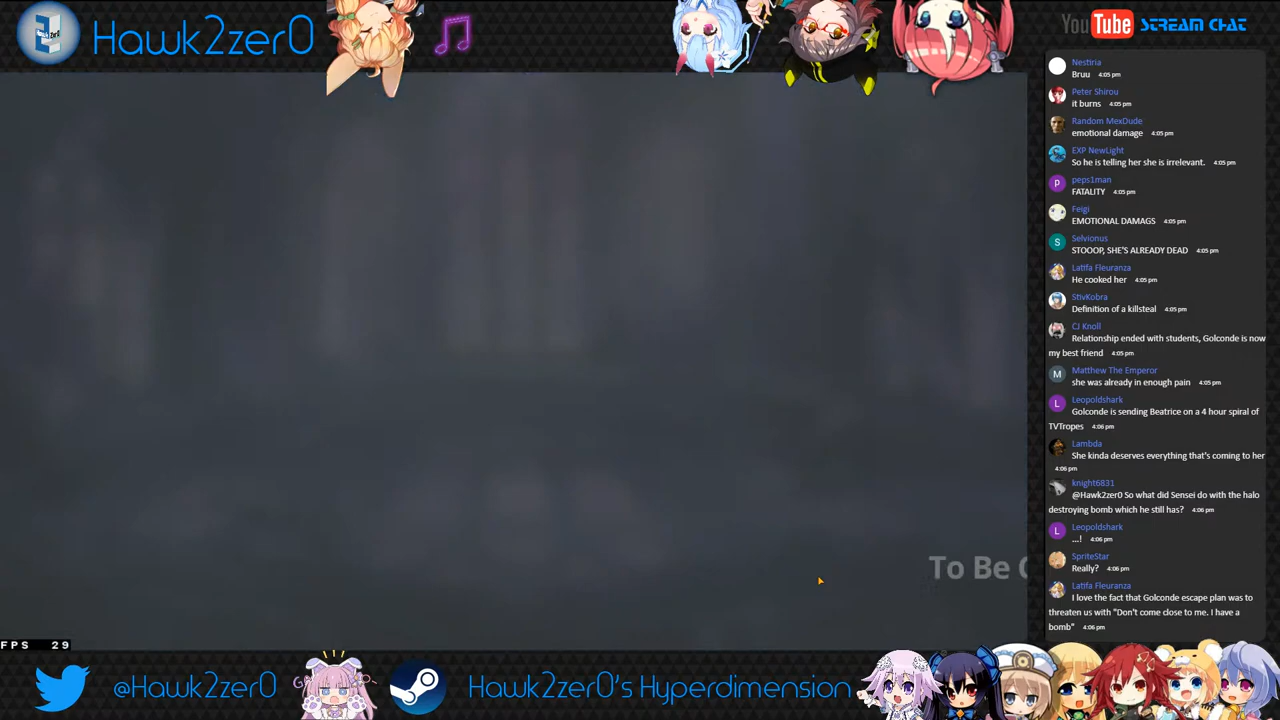 Hawk2zer0
You Tube STREAM CHAT
Nestiria
Bruu 4:05 pm
Peter Shirou
it burns 4:05 pm
Random MexDude
emotional damage 4:05 pm
EXP NewLight
So he is telling her she is irrelevant. 4:05 pm
p peps1man
FATALITY 4:05 pm
Feigi
EMOTIONAL DAMAGS 4:05 pm
S Selvionus
STOOOP, SHE'S ALREADY DEAD 4:05 pm
Latifa Fleuranza
He cooked her 4:05 pm
StivKobra
Definition of a killsteal 4:05 pm
CJ Knoll
Relationship ended with students, Golconde is now
my best friend 4:05 pm
M Matthew The Emperor
she was already in enough pain 4:05 pm
L Leopoldshark
Golconde is sending Beatrice on a 4 hour spiral of
TVTropes 4:06 pm
Lambda
She kinda deserves everything that's coming to her
4:06 pm
knight6831
@Hawk2zer0 So what did Sensei do with the halo
destroying bomb which he still has? 4:06 pm
L Leopoldshark
...! 4:06 pm
SpriteStar
Really? 4:06 pm
Latifa Fleuranza
I love the fact that Golconde escape plan was to
threaten us with "Don't come close to me. I have a
bomb" 4:06 pm
To Be
FPS 29
@Hawk2zer0
Hawk2zer0's Hyperdimension